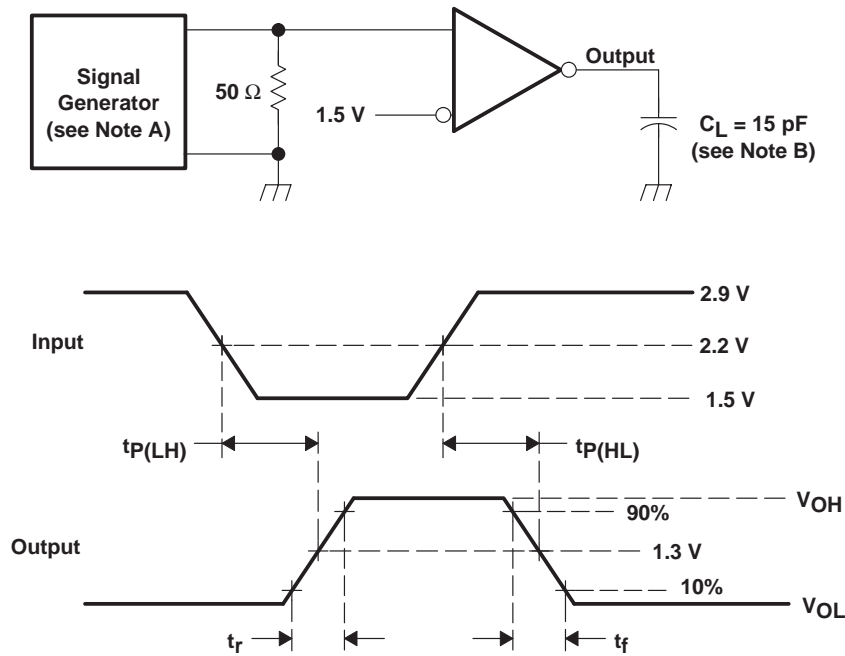 Signal
Generator
(see Note A)
50 Ω
1.5 V
Output
CL = 15 pF
(see Note B)
Input
2.9 V
2.2 V
1.5 V
tP(LH)
tP(HL)
Output
VOH
90%
1.3 V
10%
VOL
tr
tf